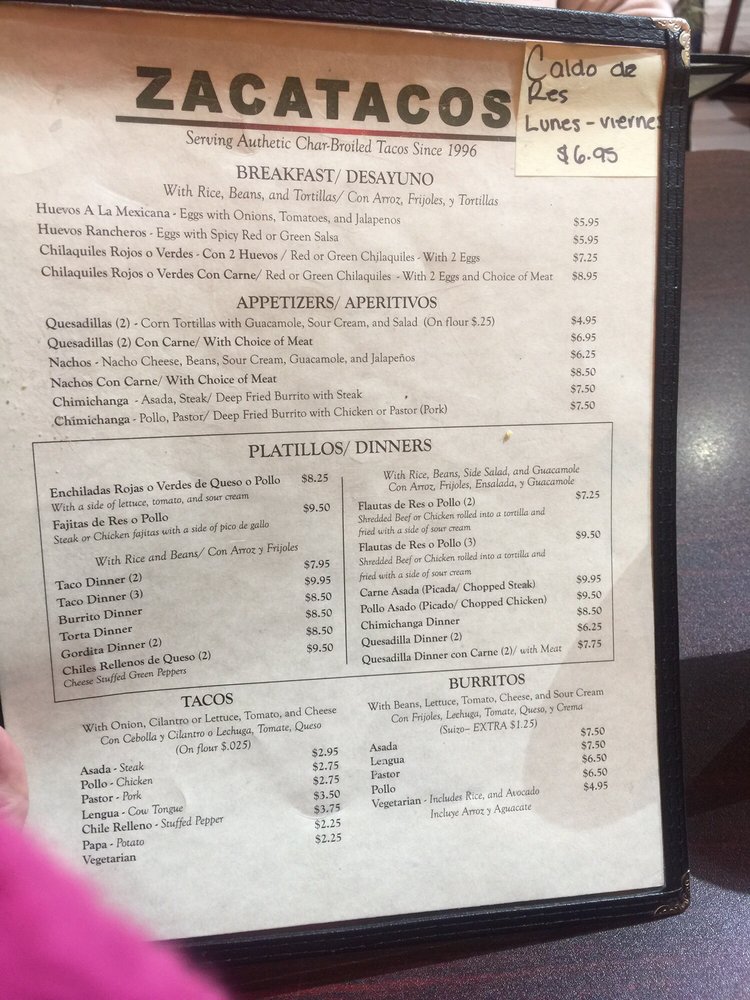 ZACATACOS
Caldo de
Res
Lunes - viernes
$6.95
Serving Authetic Char-Broiled Tacos Since 1996
BREAKFAST/ DESAYUNO
With Rice, Beans, and Tortillas/ Con Arroz, Frijoles, y Tortillas
Huevos A La Mexicana - Eggs with Onions, Tomatoes, and Jalapenos $5.95
Huevos Rancheros - Eggs with Spicy Red or Green Salsa $5.95
Chilaquiles Rojos o Verdes - Con 2 Huevos / Red or Green Chilaquiles - With 2 Eggs $7.25
Chilaquiles Rojos o Verdes Con Carne/ Red or Green Chilaquiles - With 2 Eggs and Choice of Meat $8.95
APPETIZERS/ APERITIVOS
Quesadillas (2) - Corn Tortillas with Guacamole, Sour Cream, and Salad (On flour $.25) $4.95
Quesadillas (2) Con Carne/ With Choice of Meat $6.95
Nachos - Nacho Cheese, Beans, Sour Cream, Guacamole, and Jalapeños $6.25
Nachos Con Carne/ With Choice of Meat $8.50
Chimichanga - Asada, Steak/ Deep Fried Burrito with Steak $7.50
Chimichanga - Pollo, Pastor/ Deep Fried Burrito with Chicken or Pastor (Pork) $7.50
PLATILLOS/ DINNERS
Enchiladas Rojas o Verdes de Queso o Pollo $8.25
With a side of lettuce, tomato, and sour cream
Fajitas de Res o Pollo $9.50
Steak or Chicken fajitas with a side of pico de gallo
With Rice and Beans/ Con Arroz y Frijoles
Taco Dinner (2) $7.95
Taco Dinner (3) $9.95
Burrito Dinner $8.50
Torta Dinner $8.50
Gordita Dinner (2) $8.50
Chiles Rellenos de Queso (2) $9.50
Cheese Stuffed Green Peppers
With Rice, Beans, Side Salad, and Guacamole
Con Arroz, Frijoles, Ensalada, y Guacamole
Flautas de Res o Pollo (2) $7.25
Shredded Beef or Chicken rolled into a tortilla and
fried with a side of sour cream
Flautas de Res o Pollo (3) $9.50
Shredded Beef or Chicken rolled into a tortilla and
fried with a side of sour cream
Carne Asada (Picada/ Chopped Steak) $9.95
Pollo Asado (Picado/ Chopped Chicken) $9.50
Chimichanga Dinner $8.50
Quesadilla Dinner (2) $6.25
Quesadilla Dinner con Carne (2)/ with Meat $7.75
TACOS
With Onion, Cilantro or Lettuce, Tomato, and Cheese
Con Cebolla y Cilantro o Lechuga, Tomate, Queso
(On flour $.025)
Asada - Steak $2.95
Pollo - Chicken $2.75
Pastor - Pork $2.75
Lengua - Cow Tongue $3.50
Chile Relleno - Stuffed Pepper $3.75
Papa - Potato $2.25
Vegetarian $2.25
BURRITOS
With Beans, Lettuce, Tomato, Cheese, and Sour Cream
Con Frijoles, Lechuga, Tomate, Queso, y Crema
(Suizo– EXTRA $1.25)
Asada $7.50
Lengua $7.50
Pastor $6.50
Pollo $6.50
Vegetarian - Includes Rice, and Avocado $4.95
Incluye Arroz y Aguacate